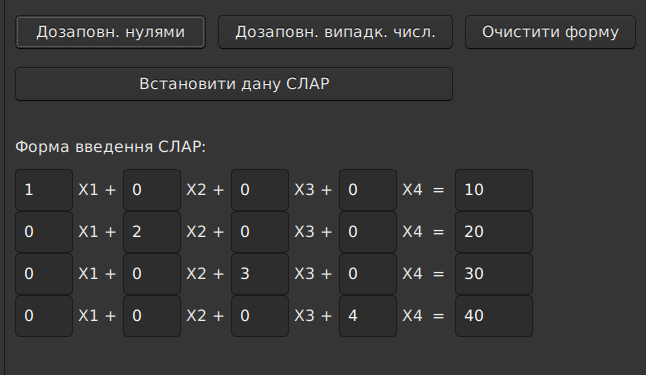 Дозаповн. нулями Дозаповн. випадк. числ. Очистити форму
Встановити дану СЛАР
Форма введення СЛАР:
1 X1 + 0 X2 + 0 X3 + 0 X4 = 10
0 X1 + 2 X2 + 0 X3 + 0 X4 = 20
0 X1 + 0 X2 + 3 X3 + 0 X4 = 30
0 X1 + 0 X2 + 0 X3 + 4 X4 = 40